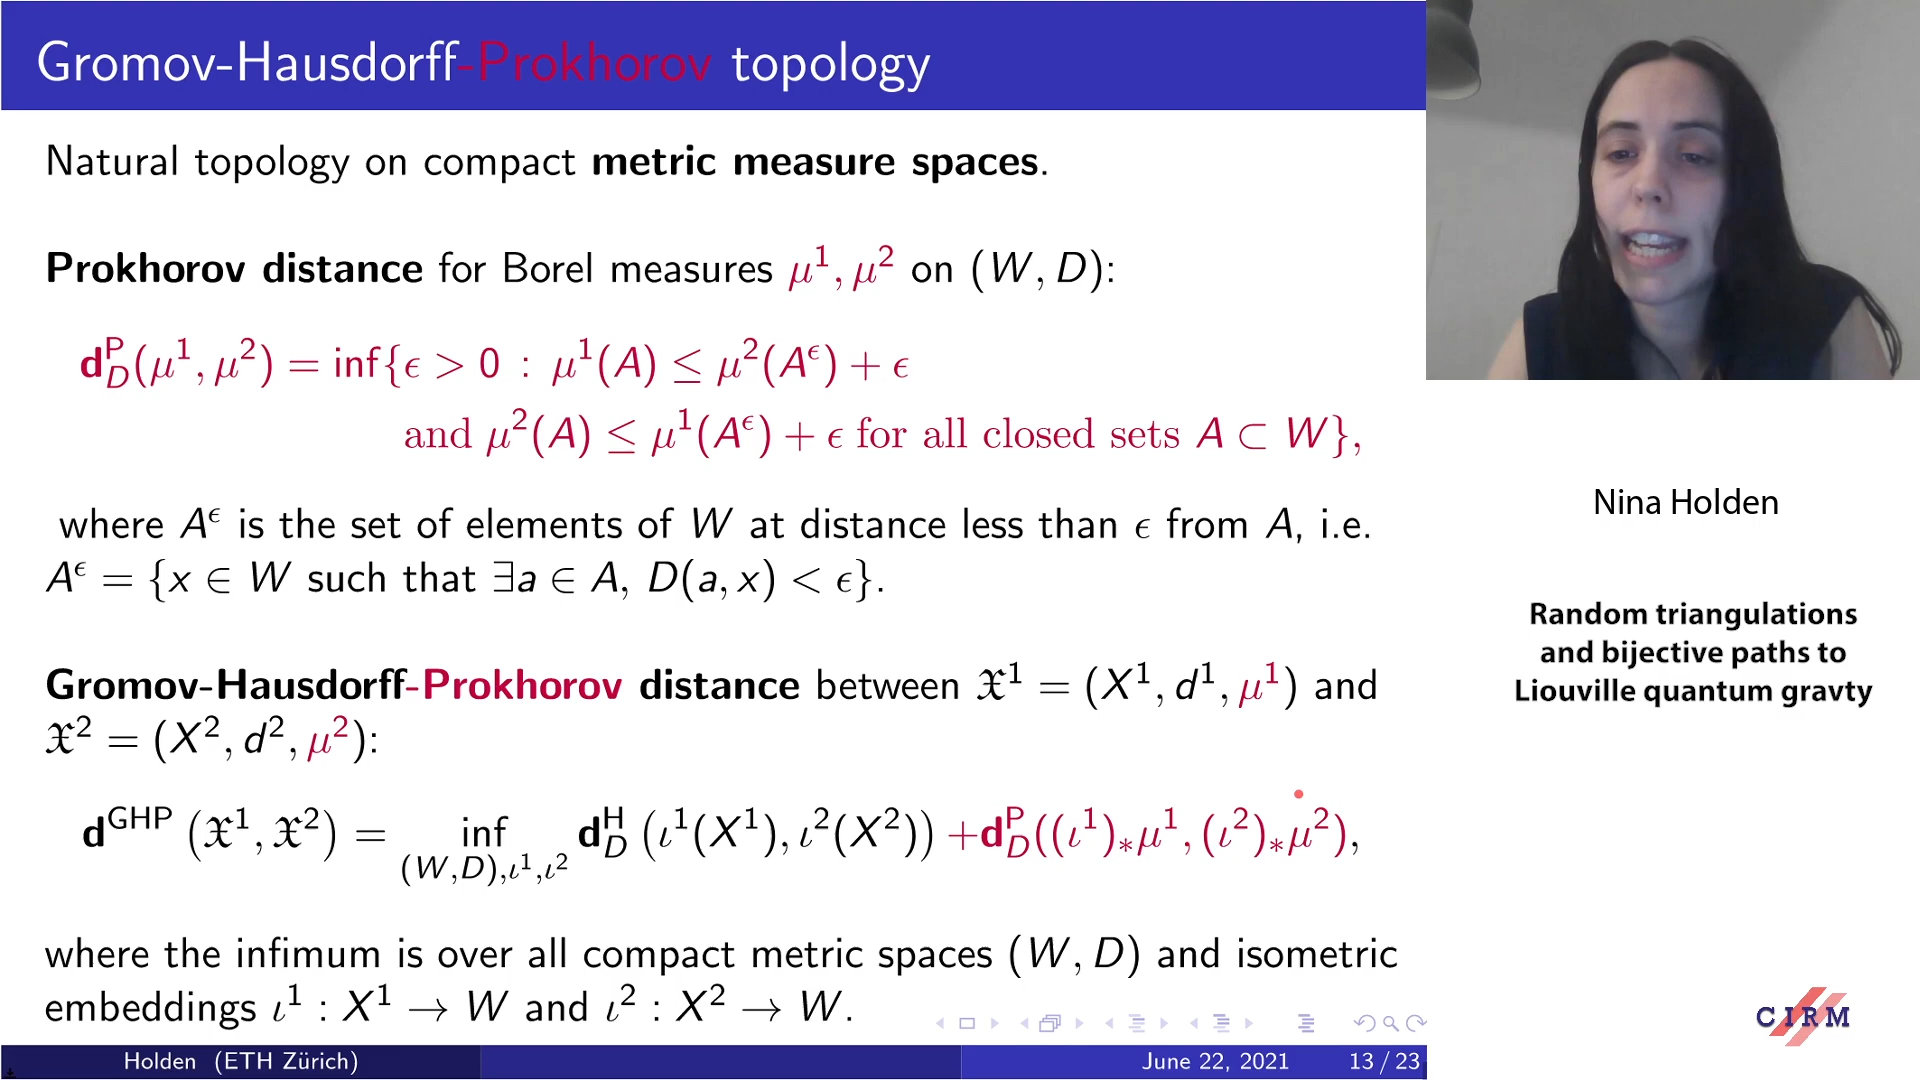 Gromov-Hausdorff-Prokhorov topology
Natural topology on compact metric measure spaces.
Prokhorov distance for Borel measures μ¹, μ² on (W, D):
d^P_D(μ¹, μ²) = inf{ϵ > 0 : μ¹(A) ≤ μ²(A^ϵ) + ϵ
and μ²(A) ≤ μ¹(A^ϵ) + ϵ for all closed sets A ⊂ W},
where A^ϵ is the set of elements of W at distance less than ϵ from A, i.e.
A^ϵ = {x ∈ W such that ∃a ∈ A, D(a, x) < ϵ}.
Gromov-Hausdorff-Prokhorov distance between 𝔛¹ = (X¹, d¹, μ¹) and
𝔛² = (X², d², μ²):
d^GHP (𝔛¹, 𝔛²) = inf_{(W,D),ι¹,ι²} d^H_D (ι¹(X¹), ι²(X²)) +d^P_D((ι¹)_*μ¹, (ι²)_*μ²),
where the infimum is over all compact metric spaces (W, D) and isometric
embeddings ι¹ : X¹ → W and ι² : X² → W.
Holden (ETH Zürich) June 22, 2021 13 / 23
Nina Holden
Random triangulations
and bijective paths to
Liouville quantum gravty
CIRM